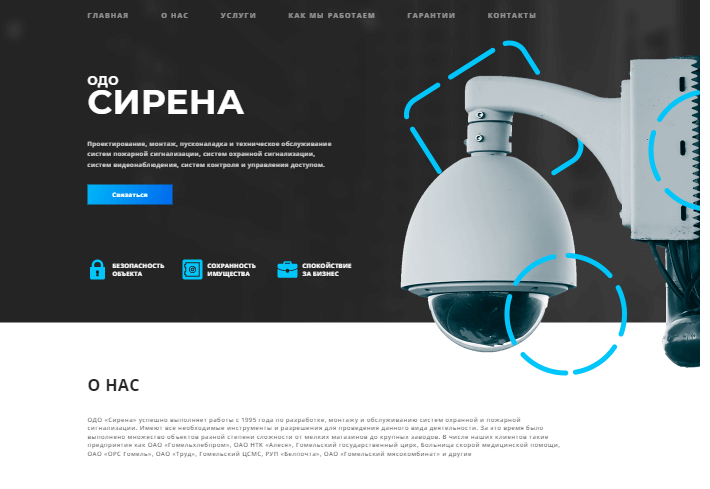 ГЛАВНАЯ О НАС УСЛУГИ КАК МЫ РАБОТАЕМ ГАРАНТИИ КОНТАКТЫ
ОДО
СИРЕНА
Проектирование, монтаж, пусконаладка и техническое обслуживание
систем пожарной сигнализации, систем охранной сигнализации,
систем видеонаблюдения, систем контроля и управления доступом.
Связаться
БЕЗОПАСНОСТЬ
ОБЪЕКТА
СОХРАННОСТЬ
ИМУЩЕСТВА
СПОКОЙСТВИЕ
ЗА БИЗНЕС
О НАС
ОДО «Сирена» успешно выполняет работы с 1995 года по разработке, монтажу и обслуживанию систем охранной и пожарной
сигнализации. Имеют все необходимые инструменты и разрешения для проведения данного вида деятельности. За это время было
выполнено множество объектов разной степени сложности от мелких магазинов до крупных заводов. В числе наших клиентов такие
предприятия как ОАО «Гомельхлебпром», ОАО НТК «Алеся», Гомельский государственный цирк, Больница скорой медицинской помощи,
ОАО «ОРС Гомель», ОАО «Труд», Гомельский ЦСМС, РУП «Белпочта», ОАО «Гомельский мясокомбинат» и другие